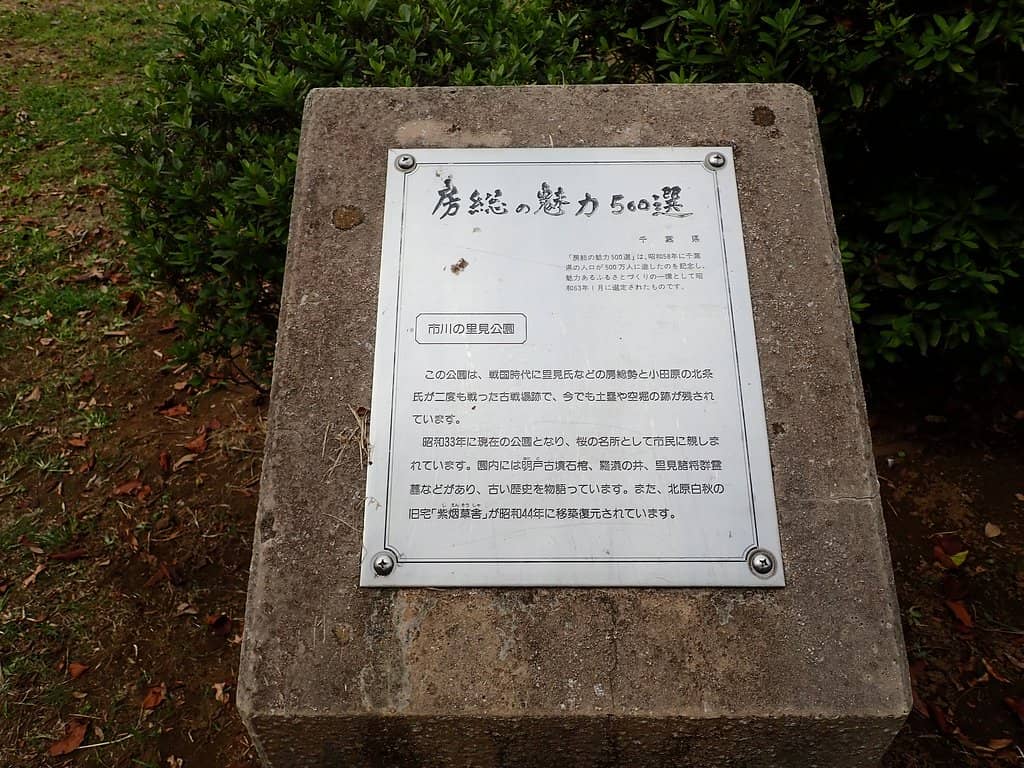 房総の魅力500選
千葉県
「房総の魅力500選」は、昭和58年に千葉
県の人口が500万人に達したのを記念し、
魅力あるふるさとづくりの一環として昭
和63年1月に選定されたものです。
市川の里見公園
この公園は、戦国時代に里見氏などの房総勢と小田原の北条
氏が二度も戦った古戦場跡で、今でも土塁や空堀の跡が残され
ています。
昭和33年に現在の公園となり、桜の名所として市民に親しま
れています。園内には明戸古墳石棺、羅漢の井、里見諸将群霊
墓などがあり、古い歴史を物語っています。また、北原白秋の
旧宅「紫烟草舎」が昭和44年に移築復元されています。